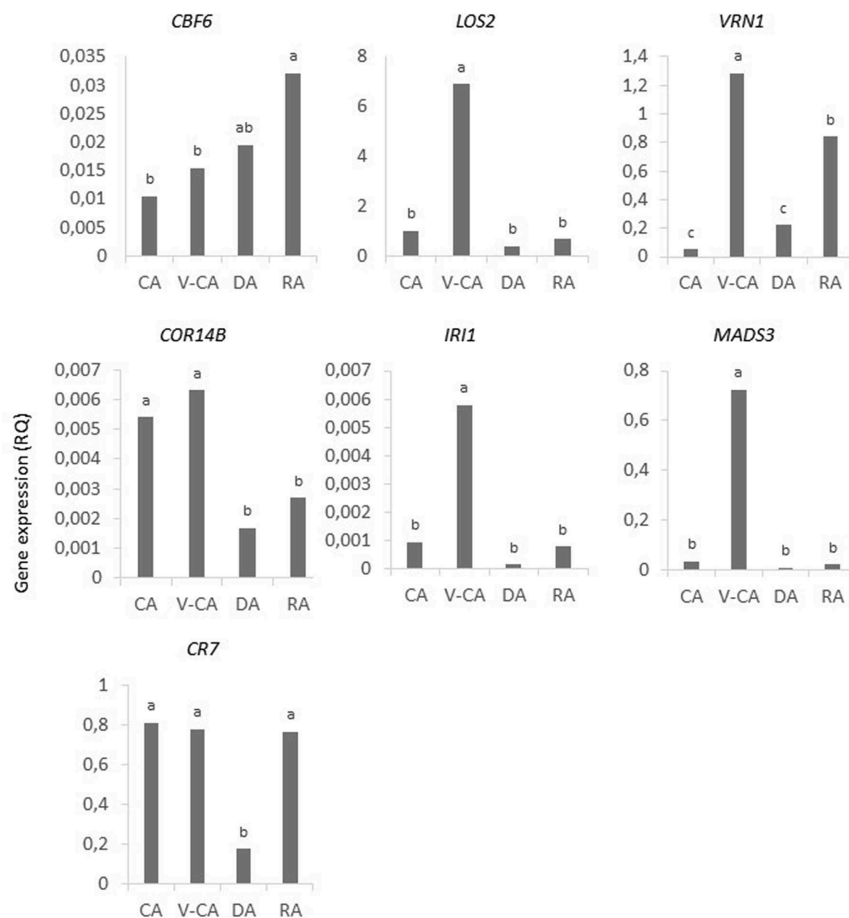 CBF6
0,035
0,03
0,025
0,02
0,015
0,01
0,005
0
b
b
ab
a
CA V-CA DA RA
LOS2
8
6
4
2
0
b
a
b
b
CA V-CA DA RA
VRN1
1,4
1,2
1
0,8
0,6
0,4
0,2
0
c
a
c
b
CA V-CA DA RA
Gene expression (RQ)
COR14B
0,007
0,006
0,005
0,004
0,003
0,002
0,001
0
a
a
b
b
CA V-CA DA RA
IRI1
0,007
0,006
0,005
0,004
0,003
0,002
0,001
0
b
a
b
b
CA V-CA DA RA
MADS3
0,8
0,6
0,4
0,2
0
b
a
b
b
CA V-CA DA RA
CR7
1
0,8
0,6
0,4
0,2
0
a
a
b
a
CA V-CA DA RA